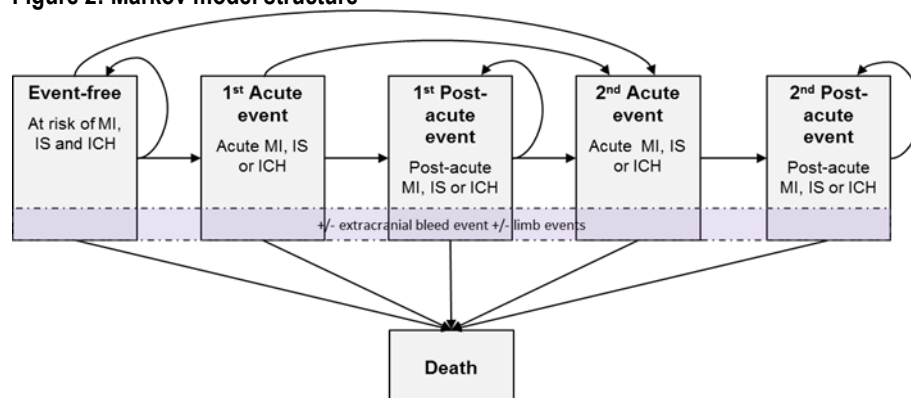 Figure 2: Markov model structure
Event-free
At risk of MI,
IS and ICH
1st Acute
event
Acute MI, IS
or ICH
1st Post-
acute
event
Post-acute
MI, IS or ICH
2nd Acute
event
Acute MI, IS
or ICH
2nd Post-
acute
event
Post-acute
MI, IS or ICH
+/- extracranial bleed event +/- limb events
Death